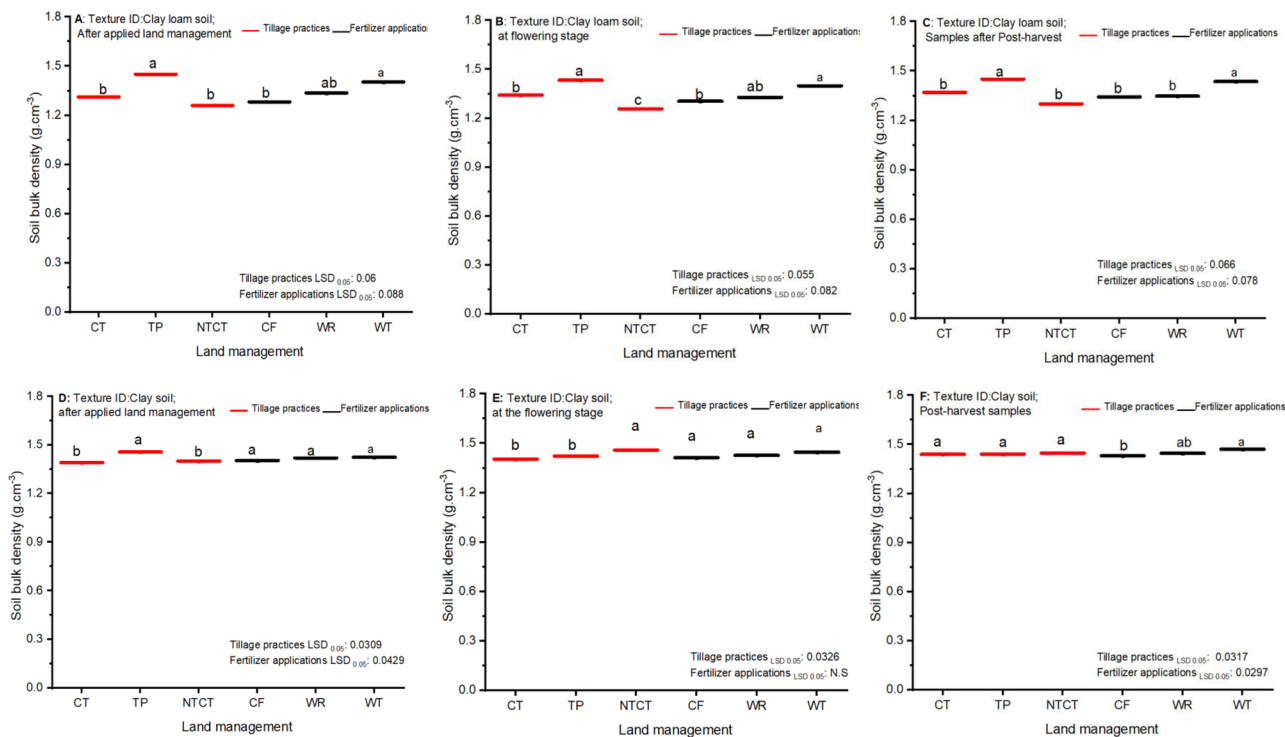 A: Texture ID:Clay loam soil;
After applied land management
Tillage practices Fertilizer applications
Soil bulk density (g.cm-3)
1.8
1.5
1.2
0.9
0.6
0.3
0.0
b a b b ab a
Tillage practices LSD 0.05: 0.06
Fertilizer applications LSD 0.05: 0.088
CT TP NTCT CF WR WT
Land management
B: Texture ID:Clay loam soil;
at flowering stage
Tillage practices Fertilizer applications
Soil bulk density (g.cm-3)
1.8
1.5
1.2
0.9
0.6
0.3
0.0
b a c b ab a
Tillage practices LSD 0.05: 0.055
Fertilizer applications LSD 0.05: 0.082
CT TP NTCT CF WR WT
Land management
C: Texture ID:Clay loam soil;
Samples after Post-harvest
Tillage practices Fertilizer applications
Soil bulk density (g.cm-3)
1.8
1.5
1.2
0.9
0.6
0.3
0.0
b a b b b a
Tillage practices LSD 0.05: 0.066
Fertilizer applications LSD 0.05: 0.078
CT TP NTCT CF WR WT
Land management
D: Texture ID:Clay soil;
after applied land management
Tillage practices Fertilizer applications
Soil bulk density (g.cm-3)
1.8
1.5
1.2
0.9
0.6
0.3
0.0
b a b a a a
Tillage practices LSD 0.05: 0.0309
Fertilizer applications LSD 0.05: 0.0429
CT TP NTCT CF WR WT
Land management
E: Texture ID:Clay soil;
at the flowering stage
Tillage practices Fertilizer applications
Soil bulk density (g.cm-3)
1.8
1.5
1.2
0.9
0.6
0.3
0.0
b b a a a a
Tillage practices LSD 0.05: 0.0326
Fertilizer applications LSD 0.05: N.S
CT TP NTCT CF WR WT
Land management
F: Texture ID:Clay soil;
Post-harvest samples
Tillage practices Fertilizer applications
Soil bulk density (g.cm-3)
1.8
1.5
1.2
0.9
0.6
0.3
0.0
a a a b ab a
Tillage practices LSD 0.05: 0.0317
Fertilizer applications LSD 0.05: 0.0297
CT TP NTCT CF WR WT
Land management